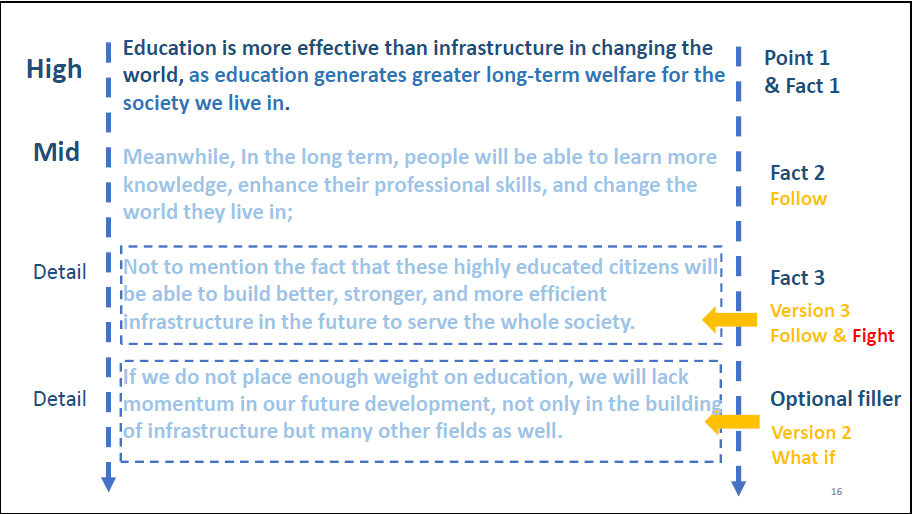 High
Education is more effective than infrastructure in changing the
world, as education generates greater long-term welfare for the
society we live in.
Point 1
& Fact 1
Mid
Meanwhile, In the long term, people will be able to learn more
knowledge, enhance their professional skills, and change the
world they live in;
Fact 2
Follow
Detail
Not to mention the fact that these highly educated citizens will
be able to build better, stronger, and more efficient
infrastructure in the future to serve the whole society.
Fact 3
Version 3
Follow & Fight
Detail
If we do not place enough weight on education, we will lack
momentum in our future development, not only in the building
of infrastructure but many other fields as well.
Optional filler
Version 2
What if
16